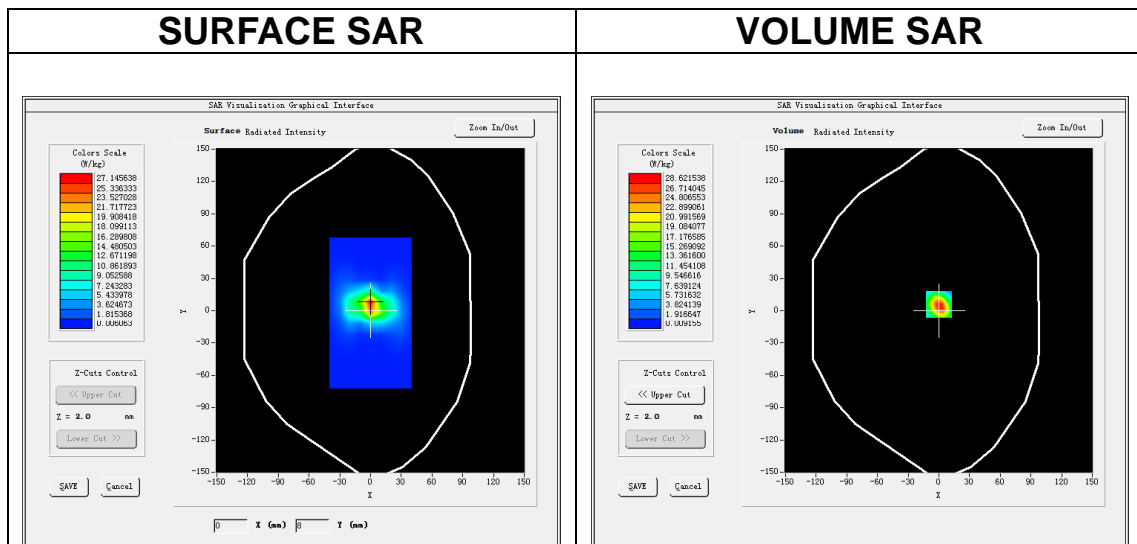 SURFACE SAR
VOLUME SAR
SAR Visualisation Graphical Interface
Surface Radiated Intensity
Zoom In/Out
Colors Scale
(W/kg)
27.145638
25.336333
23.527028
21.717723
19.908418
18.099113
16.289808
14.480503
12.671198
10.861893
9.052588
7.243283
5.433978
3.624673
1.815368
0.006063
150
120
90
60
30
0
-30
-60
-90
-120
-150
Y
-150 -120 -90 -60 -30 0 30 60 90 120 150
X
Z-Cuts Control
<< Upper Cut
Z = 2.0 mm
Lower Cut >>
SAVE Cancel
0 X (mm) 8 Y (mm)
SAR Visualisation Graphical Interface
Volume Radiated Intensity
Zoom In/Out
Colors Scale
(W/kg)
28.621538
26.714045
24.806553
22.899061
20.991569
19.084077
17.176585
15.269092
13.361600
11.454108
9.546616
7.639124
5.731632
3.824139
1.916647
0.009155
150
120
90
60
30
0
-30
-60
-90
-120
-150
Y
-150 -120 -90 -60 -30 0 30 60 90 120 150
X
Z-Cuts Control
<< Upper Cut
Z = 2.0 mm
Lower Cut >>
SAVE Cancel